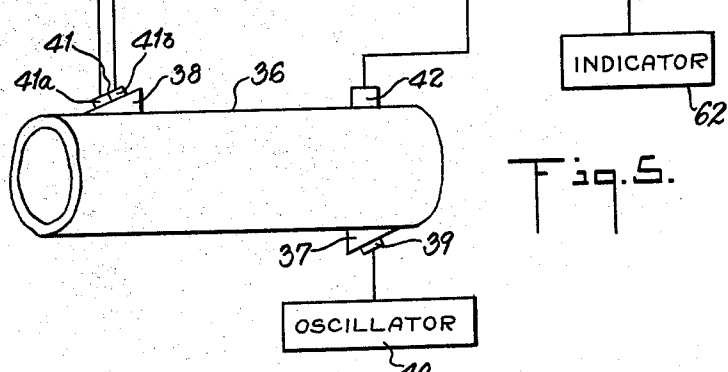 41
41B
41a
38
36
42
INDICATOR
62
Fig.5.
37
39
OSCILLATOR